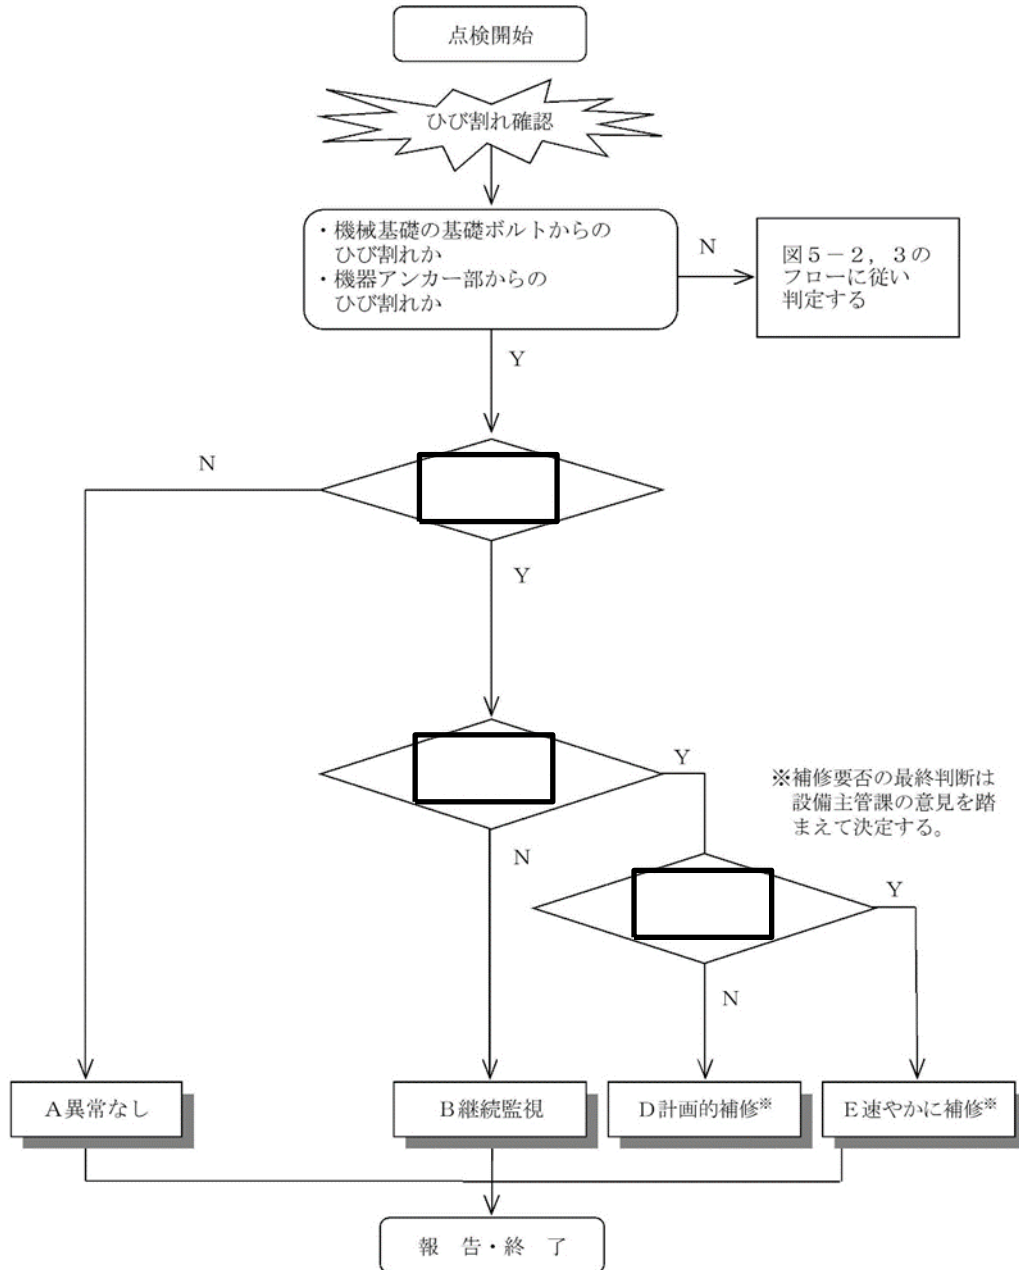 点検開始
ひび割れ確認
・機械基礎の基礎ボルトからの
ひび割れか
・機器アンカー部からの
ひび割れか
N
図5－2，3の
フローに従い
判定する
Y
N
Y
Y
※補修要否の最終判断は
設備主管課の意見を踏
まえて決定する。
N
Y
N
A異常なし
B継続監視
D計画的補修※
E速やかに補修※
報 告・終 了